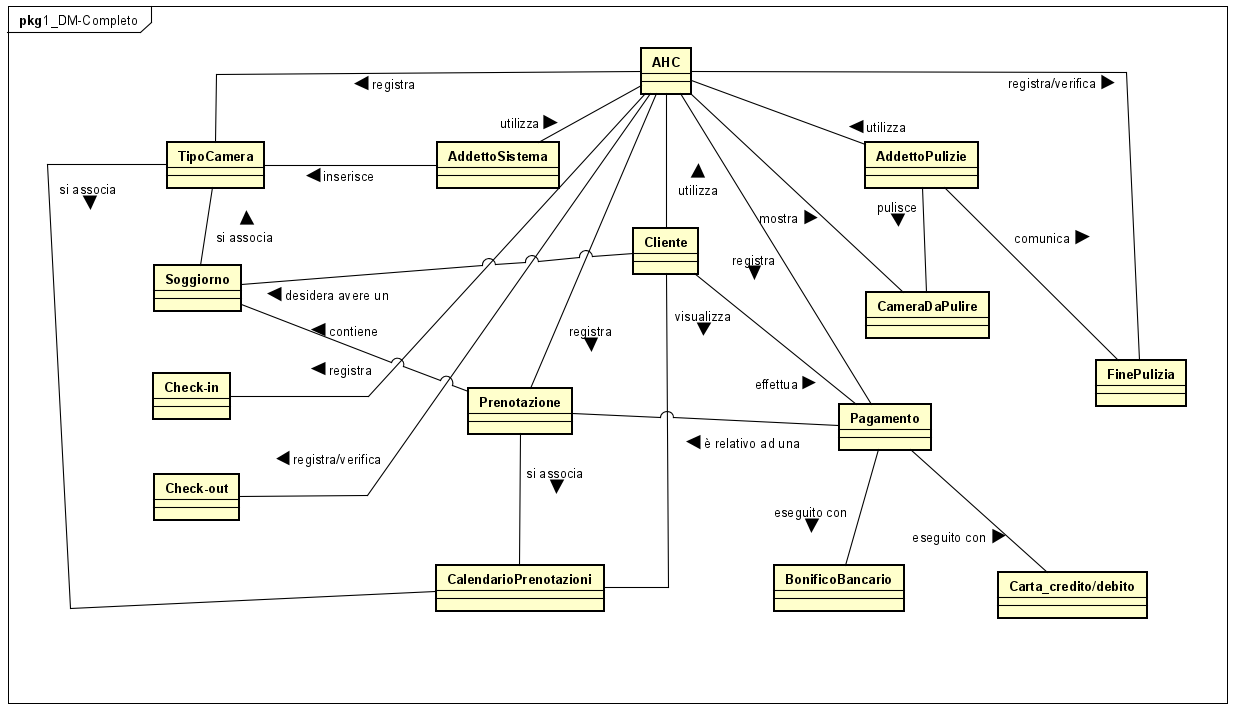 pkg 1_DM-Completo
AHC
registra
registra/verifica
utilizza
utilizza
TipoCamera
AddettoSistema
AddettoPulizie
inserisce
si associa
utilizza
pulisce
mostra
si associa
comunica
Cliente
registra
Soggiorno
desidera avere un
CameraDaPulire
visualizza
contiene
registra
registra
FinePulizia
Check-in
effettua
Prenotazione
Pagamento
è relativo ad una
registra/verifica
si associa
Check-out
eseguito con
eseguito con
CalendarioPrenotazioni
BonificoBancario
Carta_credito/debito